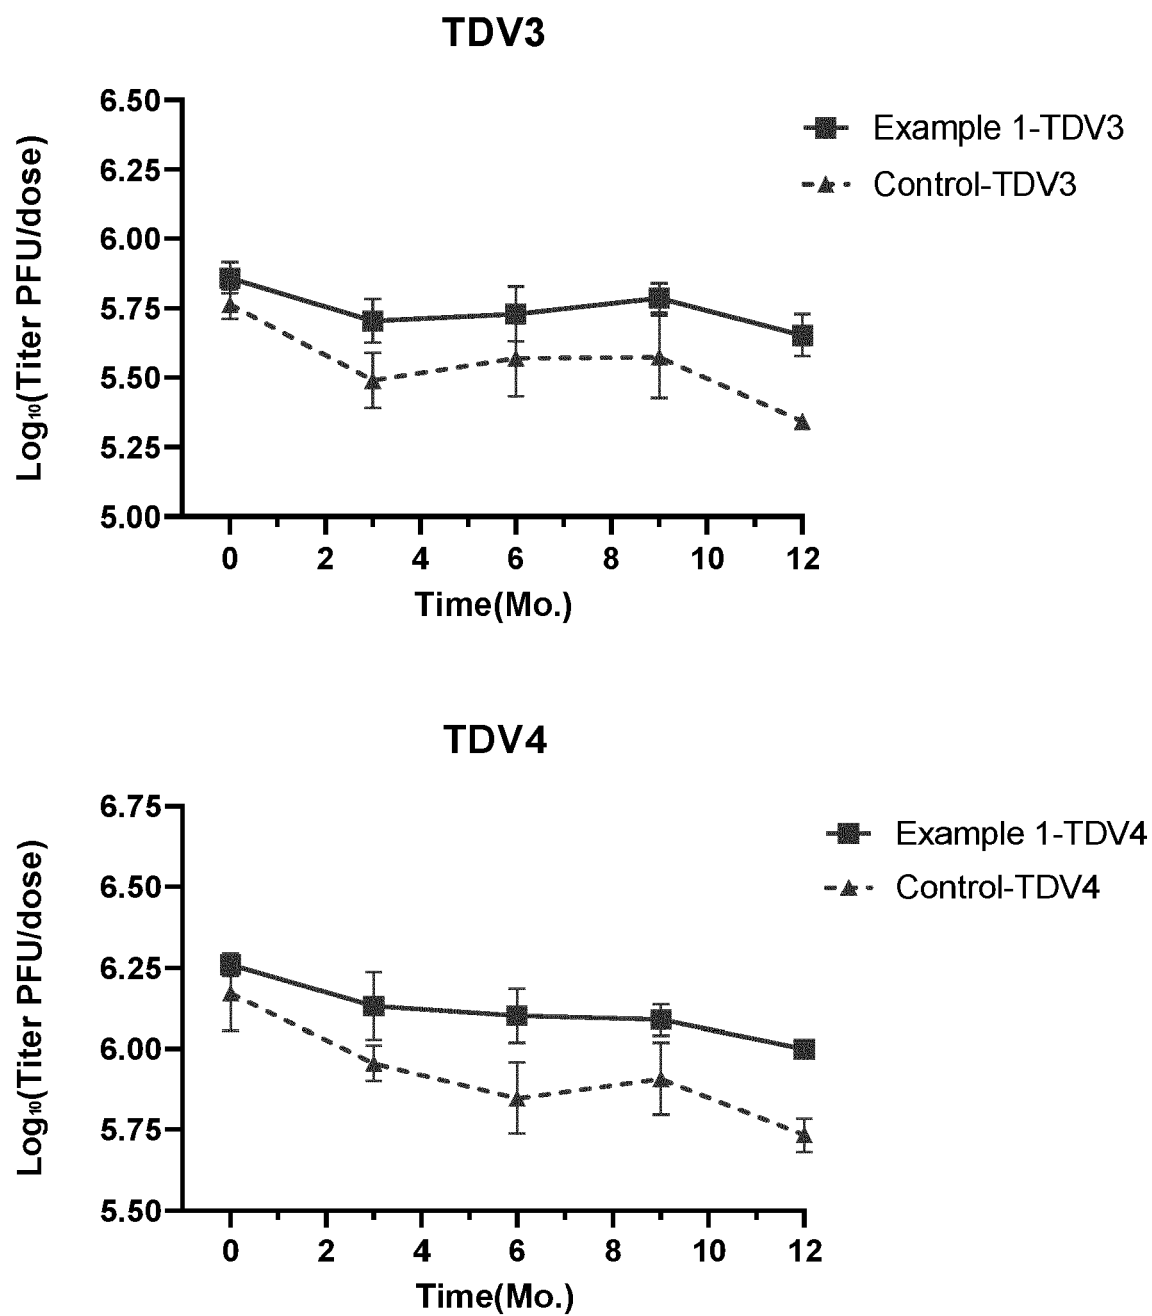 TDV3
Log₁₀(Titer PFU/dose)
6.50
6.25
6.00
5.75
5.50
5.25
5.00
0 2 4 6 8 10 12
Time(Mo.)
Example 1-TDV3
Control-TDV3
TDV4
Log₁₀(Titer PFU/dose)
6.75
6.50
6.25
6.00
5.75
5.50
0 2 4 6 8 10 12
Time(Mo.)
Example 1-TDV4
Control-TDV4